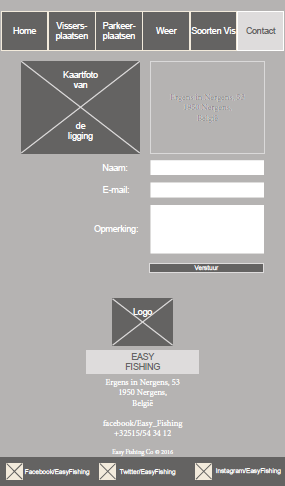 Home
Vissers-
plaatsen
Parkeer-
plaatsen
Weer
Soorten Vis
Contact
Kaartfoto
van
de
ligging
Ergens in Nergens, 53
1950 Nergens,
België
Naam:
E-mail:
Opmerking:
Verstuur
Logo
EASY
FISHING
Ergens in Nergens, 53
1950 Nergens,
België
facebook/Easy_Fishing
+32515/54 34 12
Easy Fishing Co © 2016
Facebook/EasyFishing
Twitter/EasyFishing
Instagram/EasyFishing